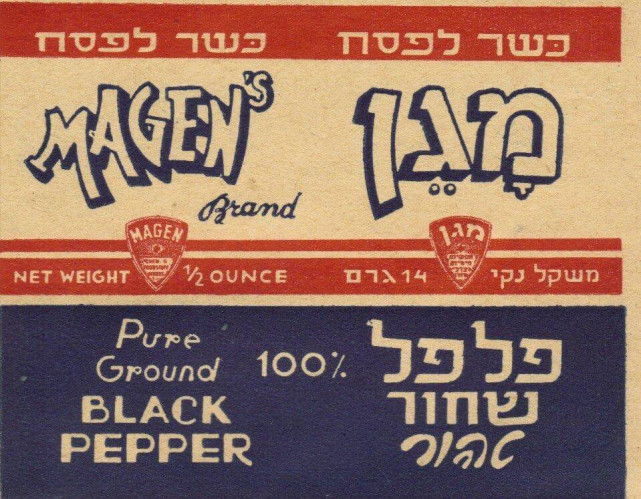 כשר לפסח
כשר לפסח
MAGEN'S
Brand
מָגֵן
MAGEN
NET WEIGHT
1/2 OUNCE
מגן
משקל נקי
14 גרם
Pure
Ground
BLACK
PEPPER
100%
פלפל
שחור
טהור